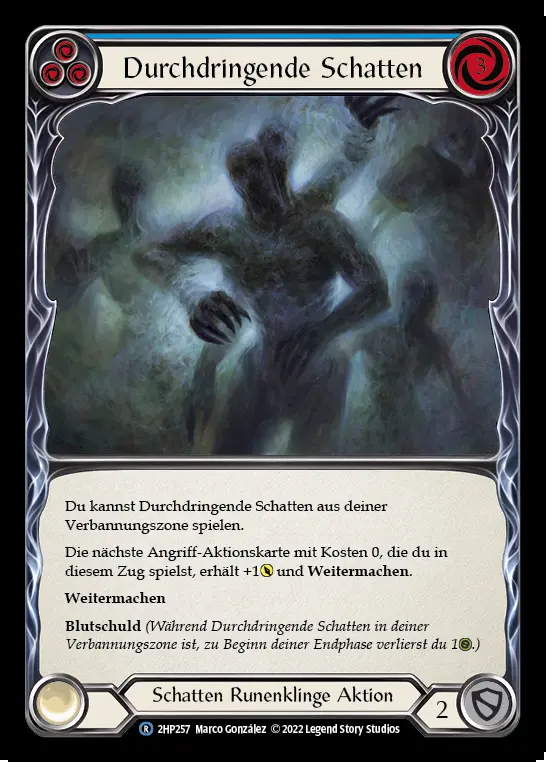 Durchdringende Schatten
3
Du kannst Durchdringende Schatten aus deiner
Verbannungszone spielen.
Die nächste Angriff-Aktionskarte mit Kosten 0, die du in
diesem Zug spielst, erhält +1 und Weitermachen.
Weitermachen
Blutschuld (Während Durchdringende Schatten in deiner
Verbannungszone ist, zu Beginn deiner Endphase verlierst du 1.)
Schatten Runenklinge Aktion
2
R 2HP257 Marco González © 2022 Legend Story Studios